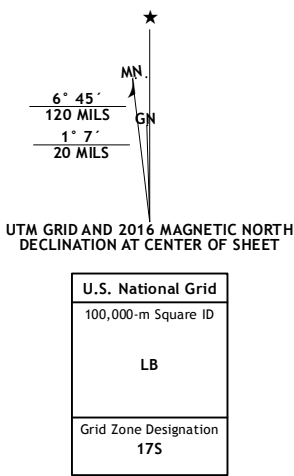 ★
MN
6° 45´
120 MILS
GN
1° 7´
20 MILS
UTM GRID AND 2016 MAGNETIC NORTH
DECLINATION AT CENTER OF SHEET
U.S. National Grid
100,000-m Square ID
LB
Grid Zone Designation
17S